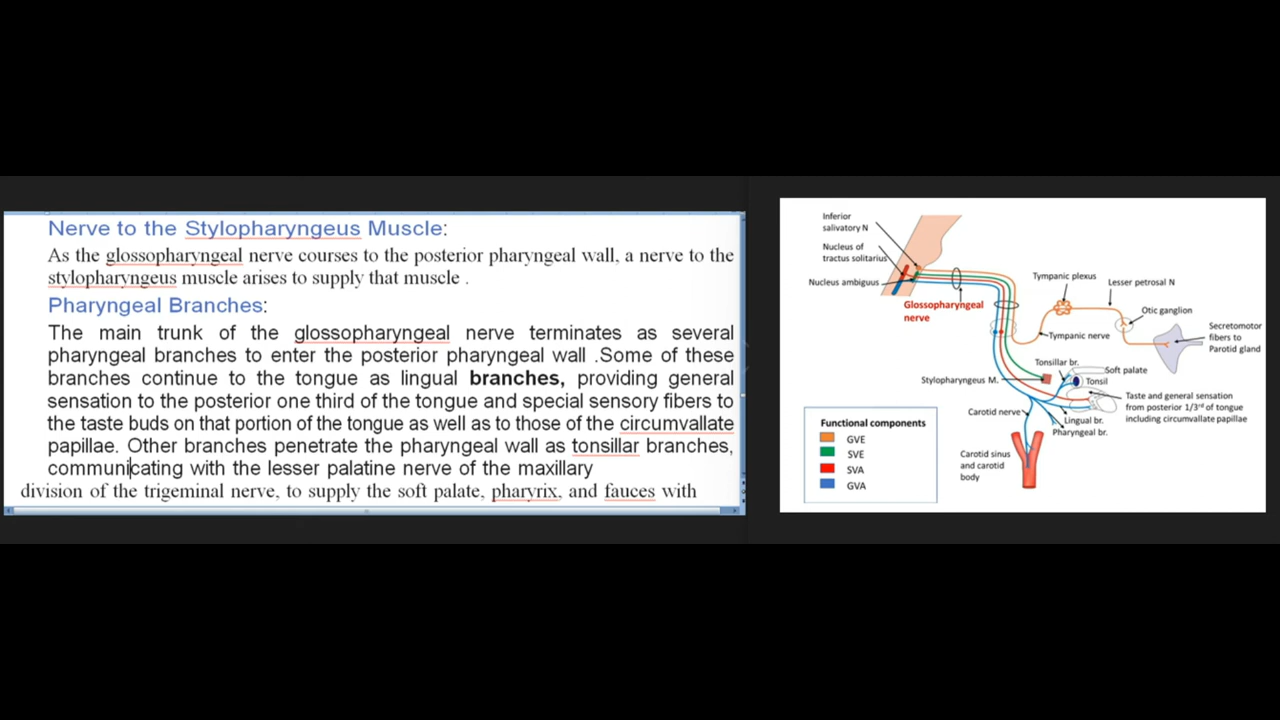 Nerve to the Stylopharyngeus Muscle:
As the glossopharyngeal nerve courses to the posterior pharyngeal wall, a nerve to the
stylopharyngeus muscle arises to supply that muscle .
Pharyngeal Branches:
The main trunk of the glossopharyngeal nerve terminates as several
pharyngeal branches to enter the posterior pharyngeal wall .Some of these
branches continue to the tongue as lingual branches, providing general
sensation to the posterior one third of the tongue and special sensory fibers to
the taste buds on that portion of the tongue as well as to those of the circumvallate
papillae. Other branches penetrate the pharyngeal wall as tonsillar branches,
communicating with the lesser palatine nerve of the maxillary
division of the trigeminal nerve, to supply the soft palate, pharyrix, and fauces with
Inferior
salivatory N
Nucleus of
tractus solitarius
Nucleus ambiguus
Glossopharyngeal
nerve
Tympanic plexus
Lesser petrosal N
Otic ganglion
Secretomotor
fibers to
Parotid gland
Tympanic nerve
Tonsillar br.
Soft palate
Stylopharyngeus M.
Tonsil
Taste and general sensation
from posterior 1/3rd of tongue
including circumvallate papillae
Carotid nerve
Lingual br.
Pharyngeal br.
Carotid sinus
and carotid
body
Functional components
GVE
SVE
SVA
GVA